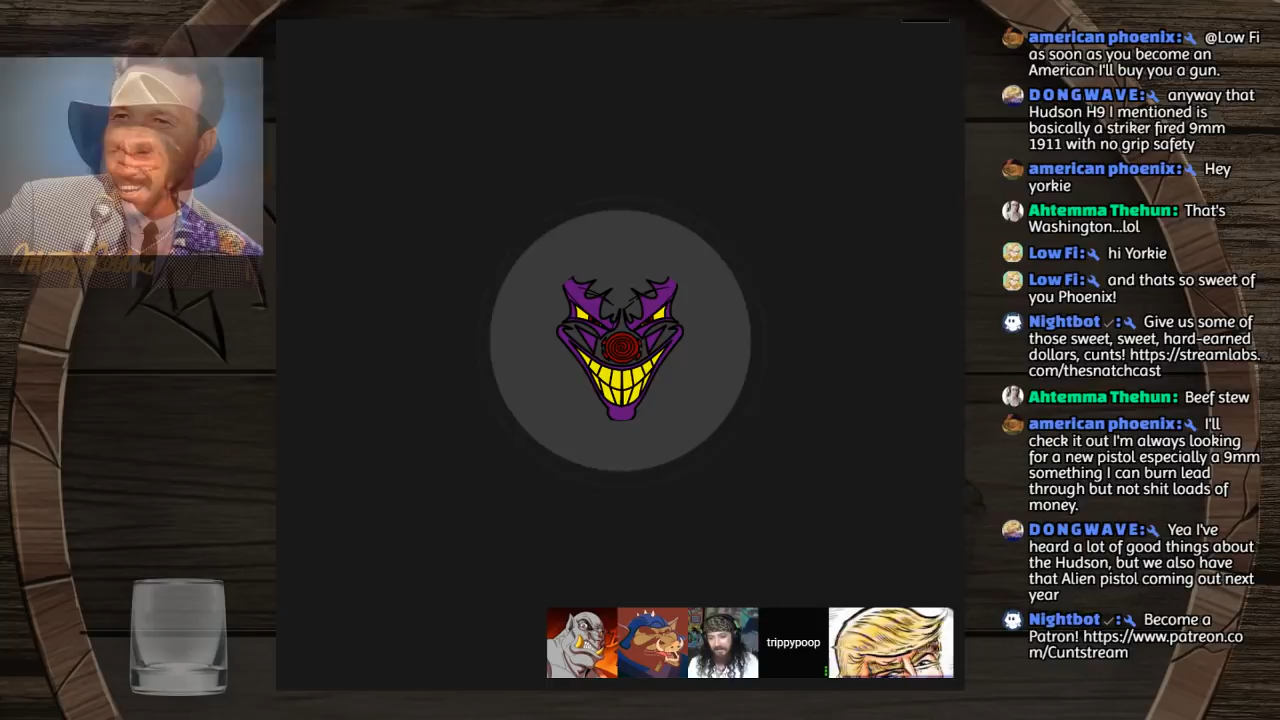 american phoenix: @Low Fi
as soon as you become an
American I'll buy you a gun.
DONGWAVE: anyway that
Hudson H9 I mentioned is
basically a striker fired 9mm
1911 with no grip safety
american phoenix: Hey
yorkie
Ahtemma Thehun: That's
Washington...lol
Low Fi: hi Yorkie
Low Fi: and thats so sweet of
you Phoenix!
Nightbot ✓: Give us some of
those sweet, sweet, hard-earned
dollars, cunts! https://streamlabs.
com/thesnatchcast
Ahtemma Thehun: Beef stew
american phoenix: I'll
check it out I'm always looking
for a new pistol especially a 9mm
something I can burn lead
through but not shit loads of
money.
DONGWAVE: Yea I've
heard a lot of good things about
the Hudson, but we also have
that Alien pistol coming out next
year
Nightbot ✓: Become a
Patron! https://www.patreon.co
m/Cuntstream
trippypoop